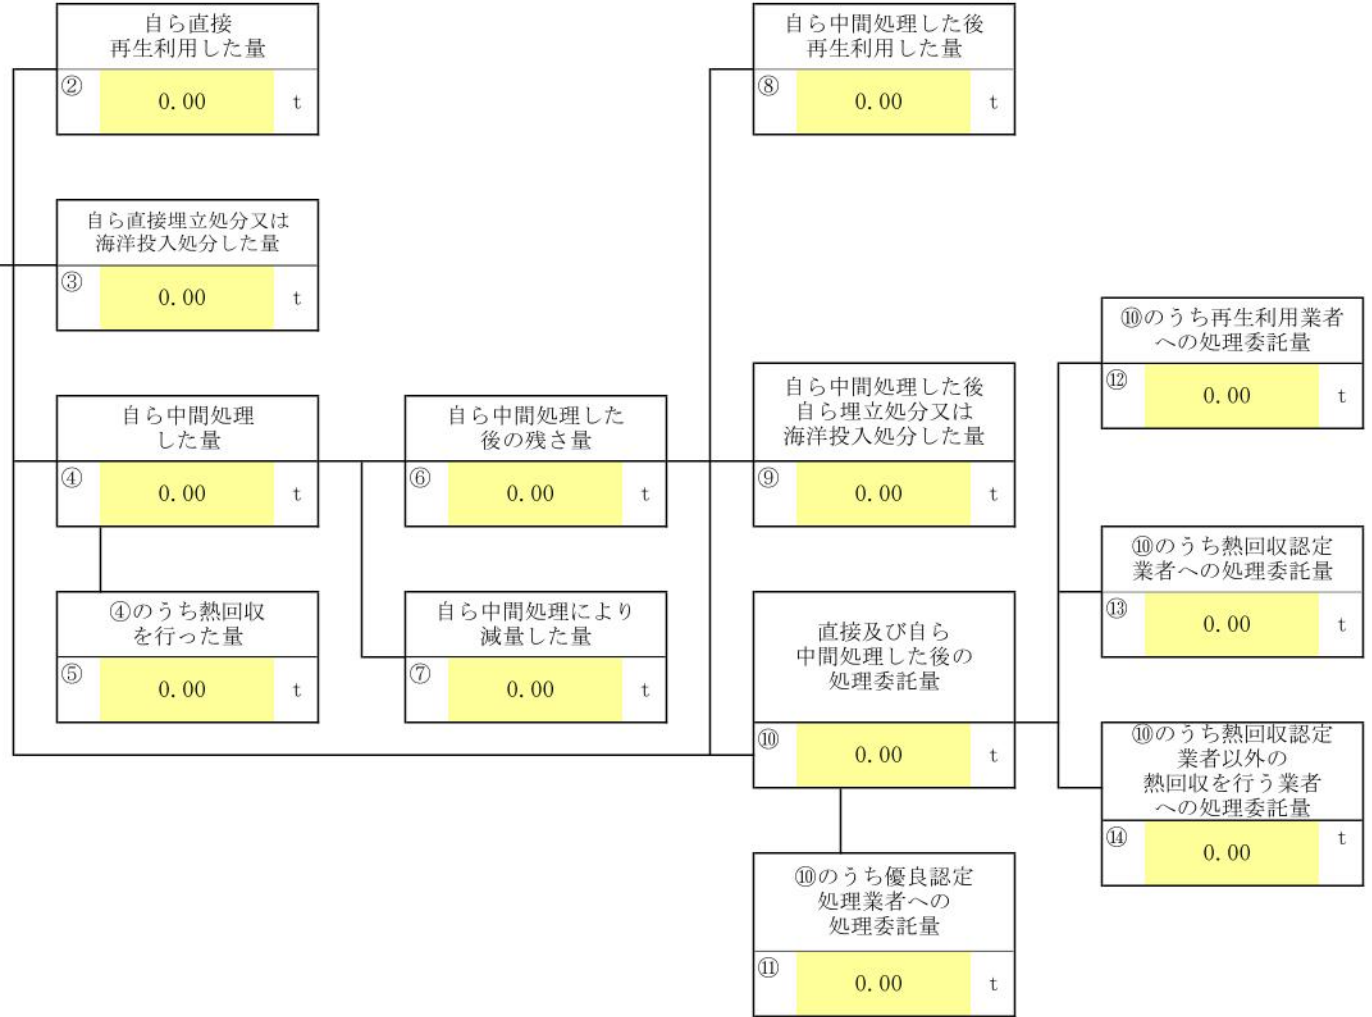 自ら直接
再生利用した量
②
0.00
t
自ら中間処理した後
再生利用した量
⑧
0.00
t
自ら直接埋立処分又は
海洋投入処分した量
③
0.00
t
自ら中間処理
した量
④
0.00
t
自ら中間処理した
後の残さ量
⑥
0.00
t
自ら中間処理した後
自ら埋立処分又は
海洋投入処分した量
⑨
0.00
t
⑩のうち再生利用業者
への処理委託量
⑫
0.00
t
④のうち熱回収
を行った量
⑤
0.00
t
自ら中間処理により
減量した量
⑦
0.00
t
直接及び自ら
中間処理した後の
処理委託量
⑩
0.00
t
⑩のうち熱回収認定
業者への処理委託量
⑬
0.00
t
⑩のうち熱回収認定
業者以外の
熱回収を行う業者
への処理委託量
⑭
0.00
t
⑩のうち優良認定
処理業者への
処理委託量
⑪
0.00
t